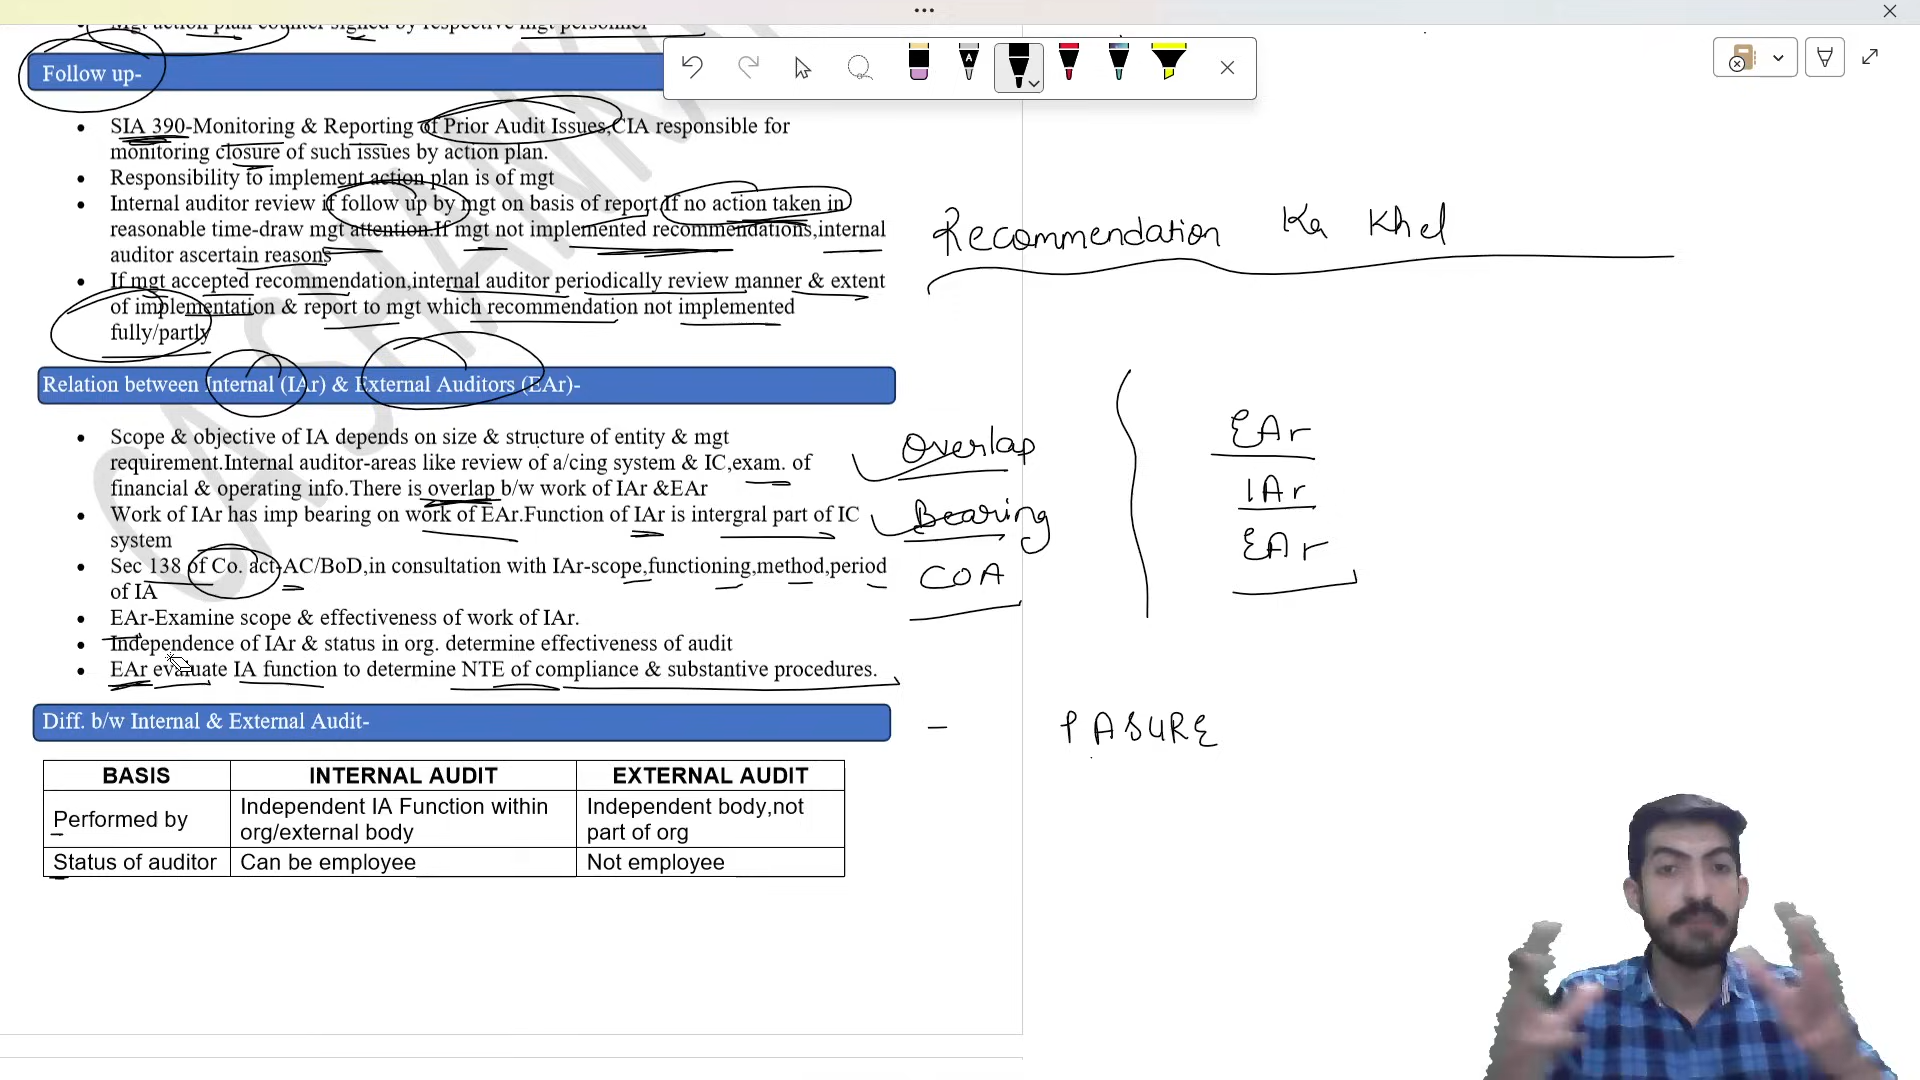 Mgt action plan counter signed by respective mgt personnel
Follow up-
SIA 390-Monitoring & Reporting of Prior Audit Issues,CIA responsible for
monitoring closure of such issues by action plan.
Responsibility to implement action plan is of mgt
Internal auditor review if follow up by mgt on basis of report.If no action taken in
reasonable time-draw mgt attention.If mgt not implemented recommendations,internal
auditor ascertain reasons
If mgt accepted recommendation,internal auditor periodically review manner & extent
of implementation & report to mgt which recommendation not implemented
fully/partly
Recommendation Ka Khel
Relation between Internal (IAr) & External Auditors (EAr)-
Scope & objective of IA depends on size & structure of entity & mgt
requirement.Internal auditor-areas like review of a/cing system & IC,exam. of
financial & operating info.There is overlap b/w work of IAr &EAr
Work of IAr has imp bearing on work of EAr.Function of IAr is intergral part of IC
system
Sec 138 of Co. act-AC/BoD,in consultation with IAr-scope,functioning,method,period
of IA
EAr-Examine scope & effectiveness of work of IAr.
Independence of IAr & status in org. determine effectiveness of audit
EAr evaluate IA function to determine NTE of compliance & substantive procedures.
Overlap
Bearing
COA
EAr
IAr
EAr
Diff. b/w Internal & External Audit-
- PASURE
BASIS INTERNAL AUDIT EXTERNAL AUDIT
Performed by Independent IA Function within org/external body Independent body,not part of org
Status of auditor Can be employee Not employee
CA SHANK